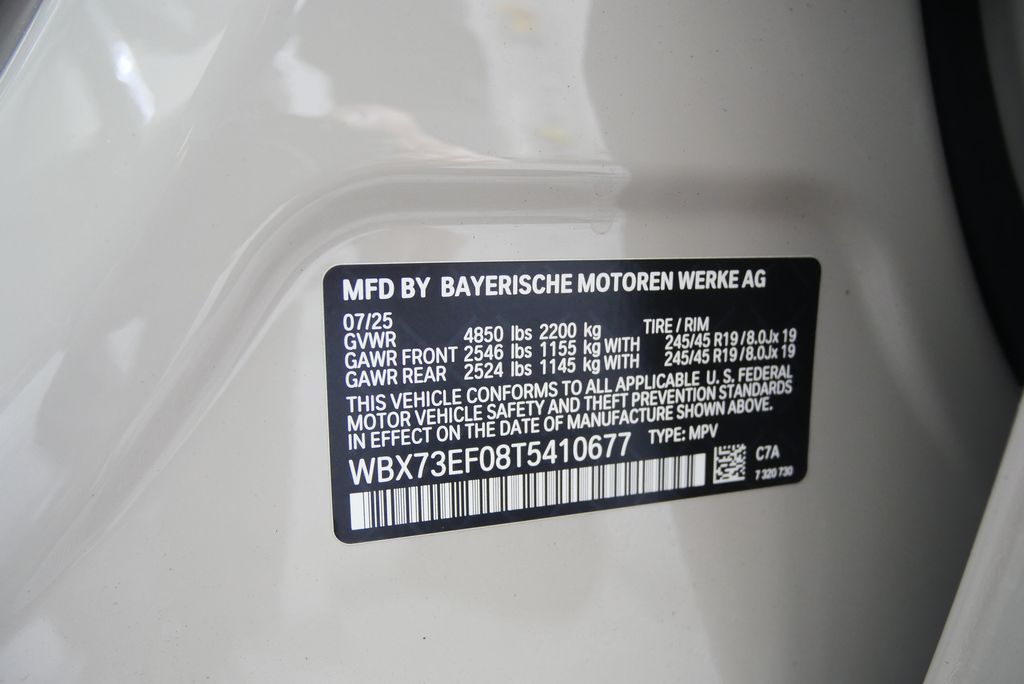 MFD BY BAYERISCHE MOTOREN WERKE AG
07/25
GVWR 4850 lbs 2200 kg TIRE / RIM
GAWR FRONT 2546 lbs 1155 kg WITH 245/45 R19 / 8.0Jx 19
GAWR REAR 2524 lbs 1145 kg WITH 245/45 R19 / 8.0Jx 19
THIS VEHICLE CONFORMS TO ALL APPLICABLE U. S. FEDERAL
MOTOR VEHICLE SAFETY AND THEFT PREVENTION STANDARDS
IN EFFECT ON THE DATE OF MANUFACTURE SHOWN ABOVE.
WBX73EF08T5410677 TYPE: MPV
C7A
7 320 730